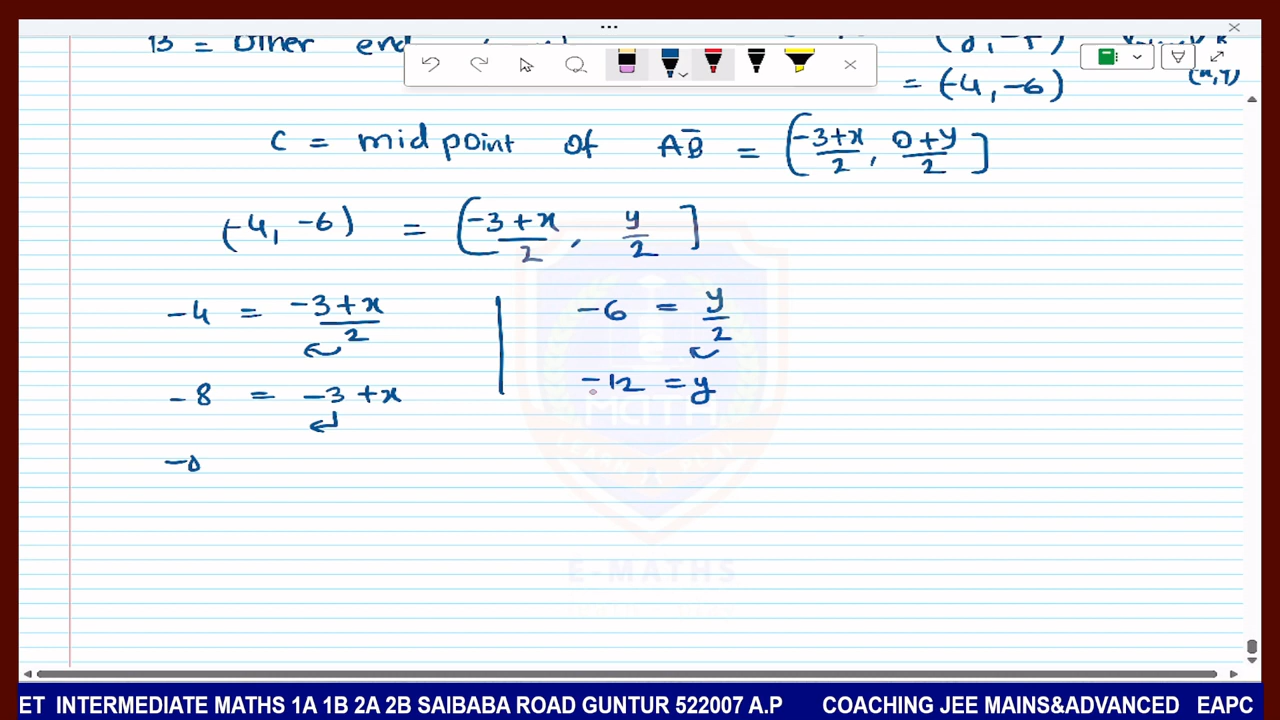 13 = Other end
= (-4, -6)
C = mid point of AB = (-3+x/2, 0+y/2]
(-4, -6) = (-3+x/2, y/2]
-4 = -3+x/2 | -6 = y/2
-8 = -3+x | -12 = y
E-MATHS
ET INTERMEDIATE MATHS 1A 1B 2A 2B SAIBABA ROAD GUNTUR 522007 A.P COACHING JEE MAINS&ADVANCED EAPC